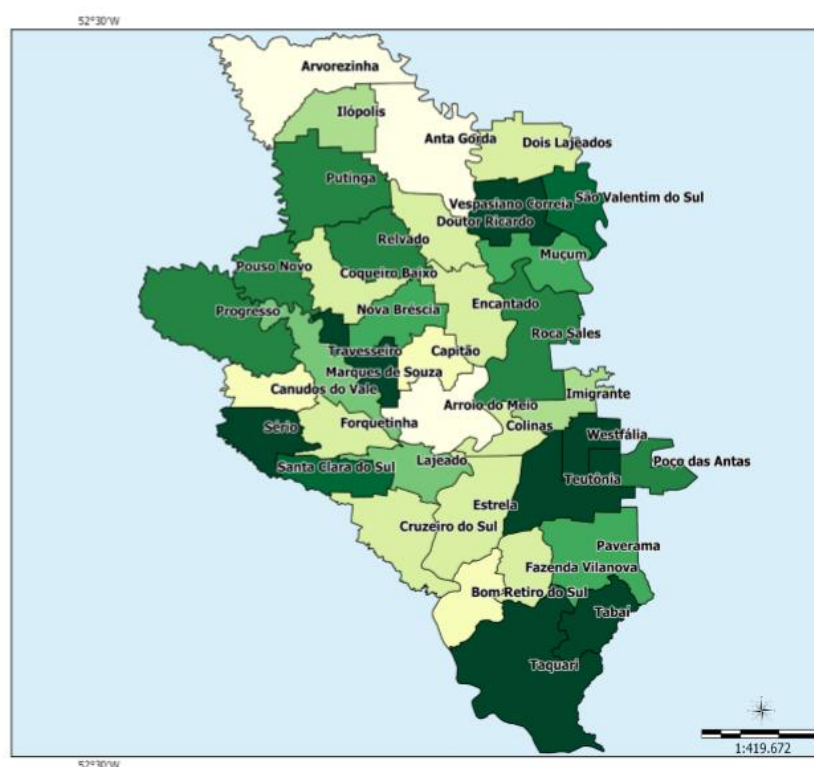 52°30'W
Arvorezinha
Ilópolis
Anta Gorda
Dois Lajeados
Putinga
São Valentim do Sul
Vespasiano Correia
Doutor Ricardo
Relvado
Muçum
Pouso Novo
Coqueiro Baixo
Encantado
Progresso
Nova Bréscia
Roca Sales
Travesseiro
Capitão
Marques de Souza
Canudos do Vale
Imigrante
Arroio do Meio
Forquetinha
Colinas
Sério
Westfália
Lajeado
Poço das Antas
Santa Clara do Sul
Teutônia
Estrela
Cruzeiro do Sul
Paverama
Fazenda Vilanova
Bom Retiro do Sul
Tabaí
Taquari
1:419.672
52°30'W